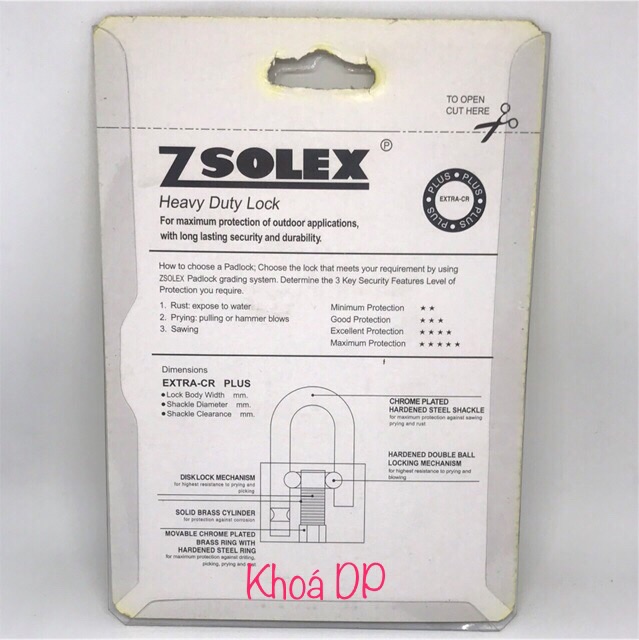 TO OPEN
CUT HERE
ZSOLEX Ⓟ
Heavy Duty Lock
For maximum protection of outdoor applications,
with long lasting security and durability.
PLUS • PLUS • PLUS • PLUS •
EXTRA-CR
How to choose a Padlock; Choose the lock that meets your requirement by using
ZSOLEX Padlock grading system. Determine the 3 Key Security Features Level of
Protection you require.
1. Rust: expose to water
2. Prying: pulling or hammer blows
3. Sawing
Minimum Protection ★ ★
Good Protection ★ ★ ★
Excellent Protection ★ ★ ★ ★
Maximum Protection ★ ★ ★ ★ ★
Dimensions
EXTRA-CR PLUS
• Lock Body Width mm.
• Shackle Diameter mm.
• Shackle Clearance mm.
CHROME PLATED
HARDENED STEEL SHACKLE
for maximum protection against sawing
prying and rust
HARDENED DOUBLE BALL
LOCKING MECHANISM
for highest resistance to prying and
blowing
DISKLOCK MECHANISM
for highest resistance to prying and
picking
SOLID BRASS CYLINDER
for protection against corrosion
MOVABLE CHROME PLATED
BRASS RING WITH
HARDENED STEEL RING
for maximum protection against drilling,
picking, prying and rust
Khoá DP